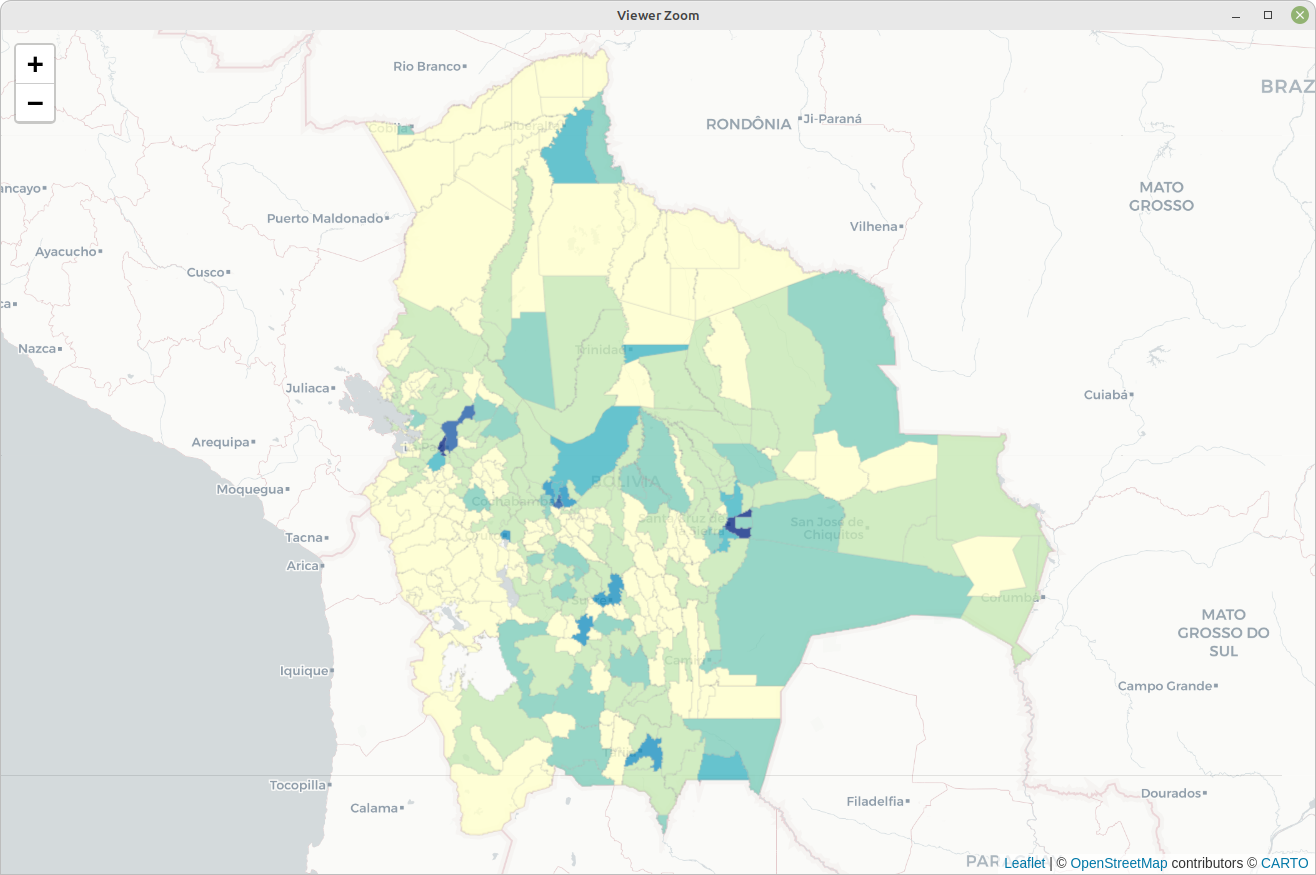 Viewer Zoom
+
−
Rio Branco
BRAZ
Cobija
Riberalta
RONDÔNIA
Ji-Paraná
ancayo
MATO
GROSSO
Puerto Maldonado
Vilhena
Ayacucho
Cusco
ca
Nazca
Trinidad
Juliaca
Cuiabá
Arequipa
BOLIVIA
Moquegua
Cochabamba
Santa Cruz de
la Sierra
San José de
Chiquitos
Tacna
Oruro
Arica
Corumbá
MATO
GROSSO DO
SUL
Camiri
Iquique
Campo Grande
Tarija
Tocopilla
Dourados
Calama
Filadelfia
PAR
Leaflet | © OpenStreetMap contributors © CARTO